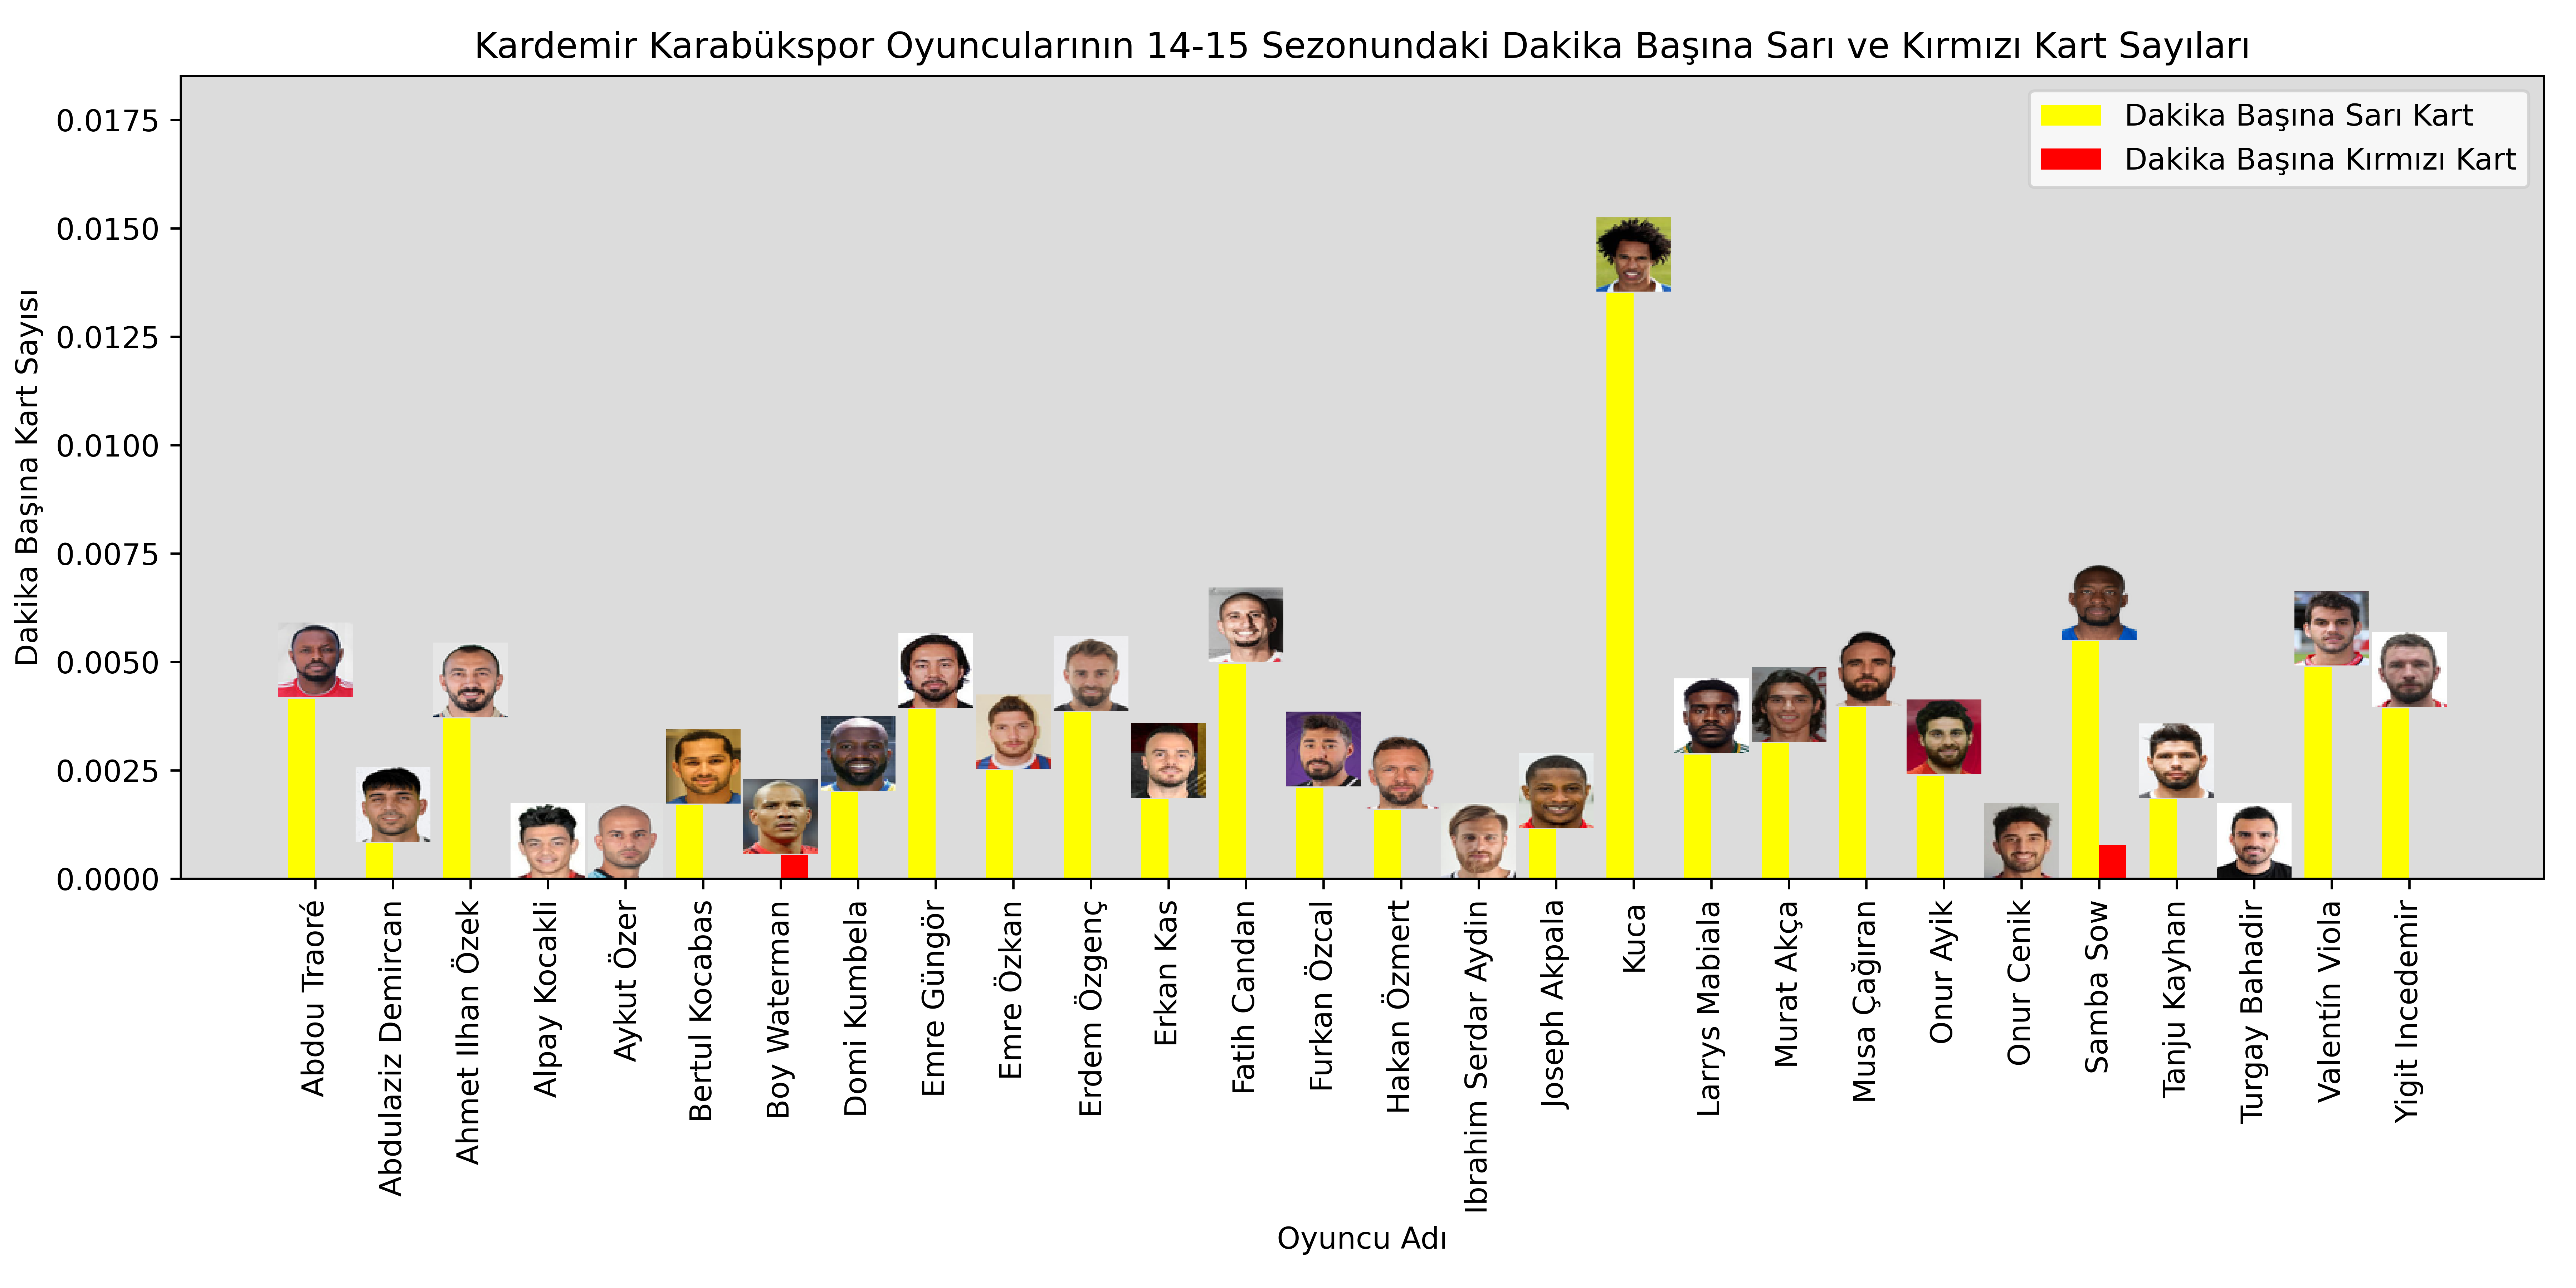 Kardemir Karabükspor Oyuncularının 14-15 Sezonundaki Dakika Başına Sarı ve Kırmızı Kart Sayıları
Dakika Başına Sarı Kart
Dakika Başına Kırmızı Kart
Dakika Başına Kart Sayısı
0.0175
0.0150
0.0125
0.0100
0.0075
0.0050
0.0025
0.0000
Abdou Traoré
Abdulaziz Demircan
Ahmet Ilhan Özek
Alpay Kocakli
Aykut Özer
Bertul Kocabas
Boy Waterman
Domi Kumbela
Emre Güngör
Emre Özkan
Erdem Özgenç
Erkan Kas
Fatih Candan
Furkan Özcal
Hakan Özmert
Ibrahim Serdar Aydin
Joseph Akpala
Kuca
Larrys Mabiala
Murat Akça
Musa Çağıran
Onur Ayik
Onur Cenik
Samba Sow
Tanju Kayhan
Turgay Bahadir
Valentín Viola
Yigit Incedemir
Oyuncu Adı